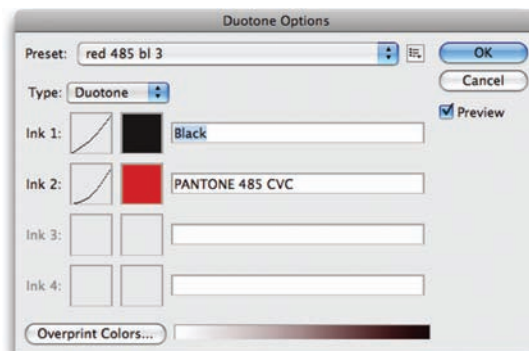 Duotone Options
Preset: red 485 bl 3 OK
Cancel
Type: Duotone Preview
Ink 1: Black
Ink 2: PANTONE 485 CVC
Ink 3:
Ink 4:
Overprint Colors...